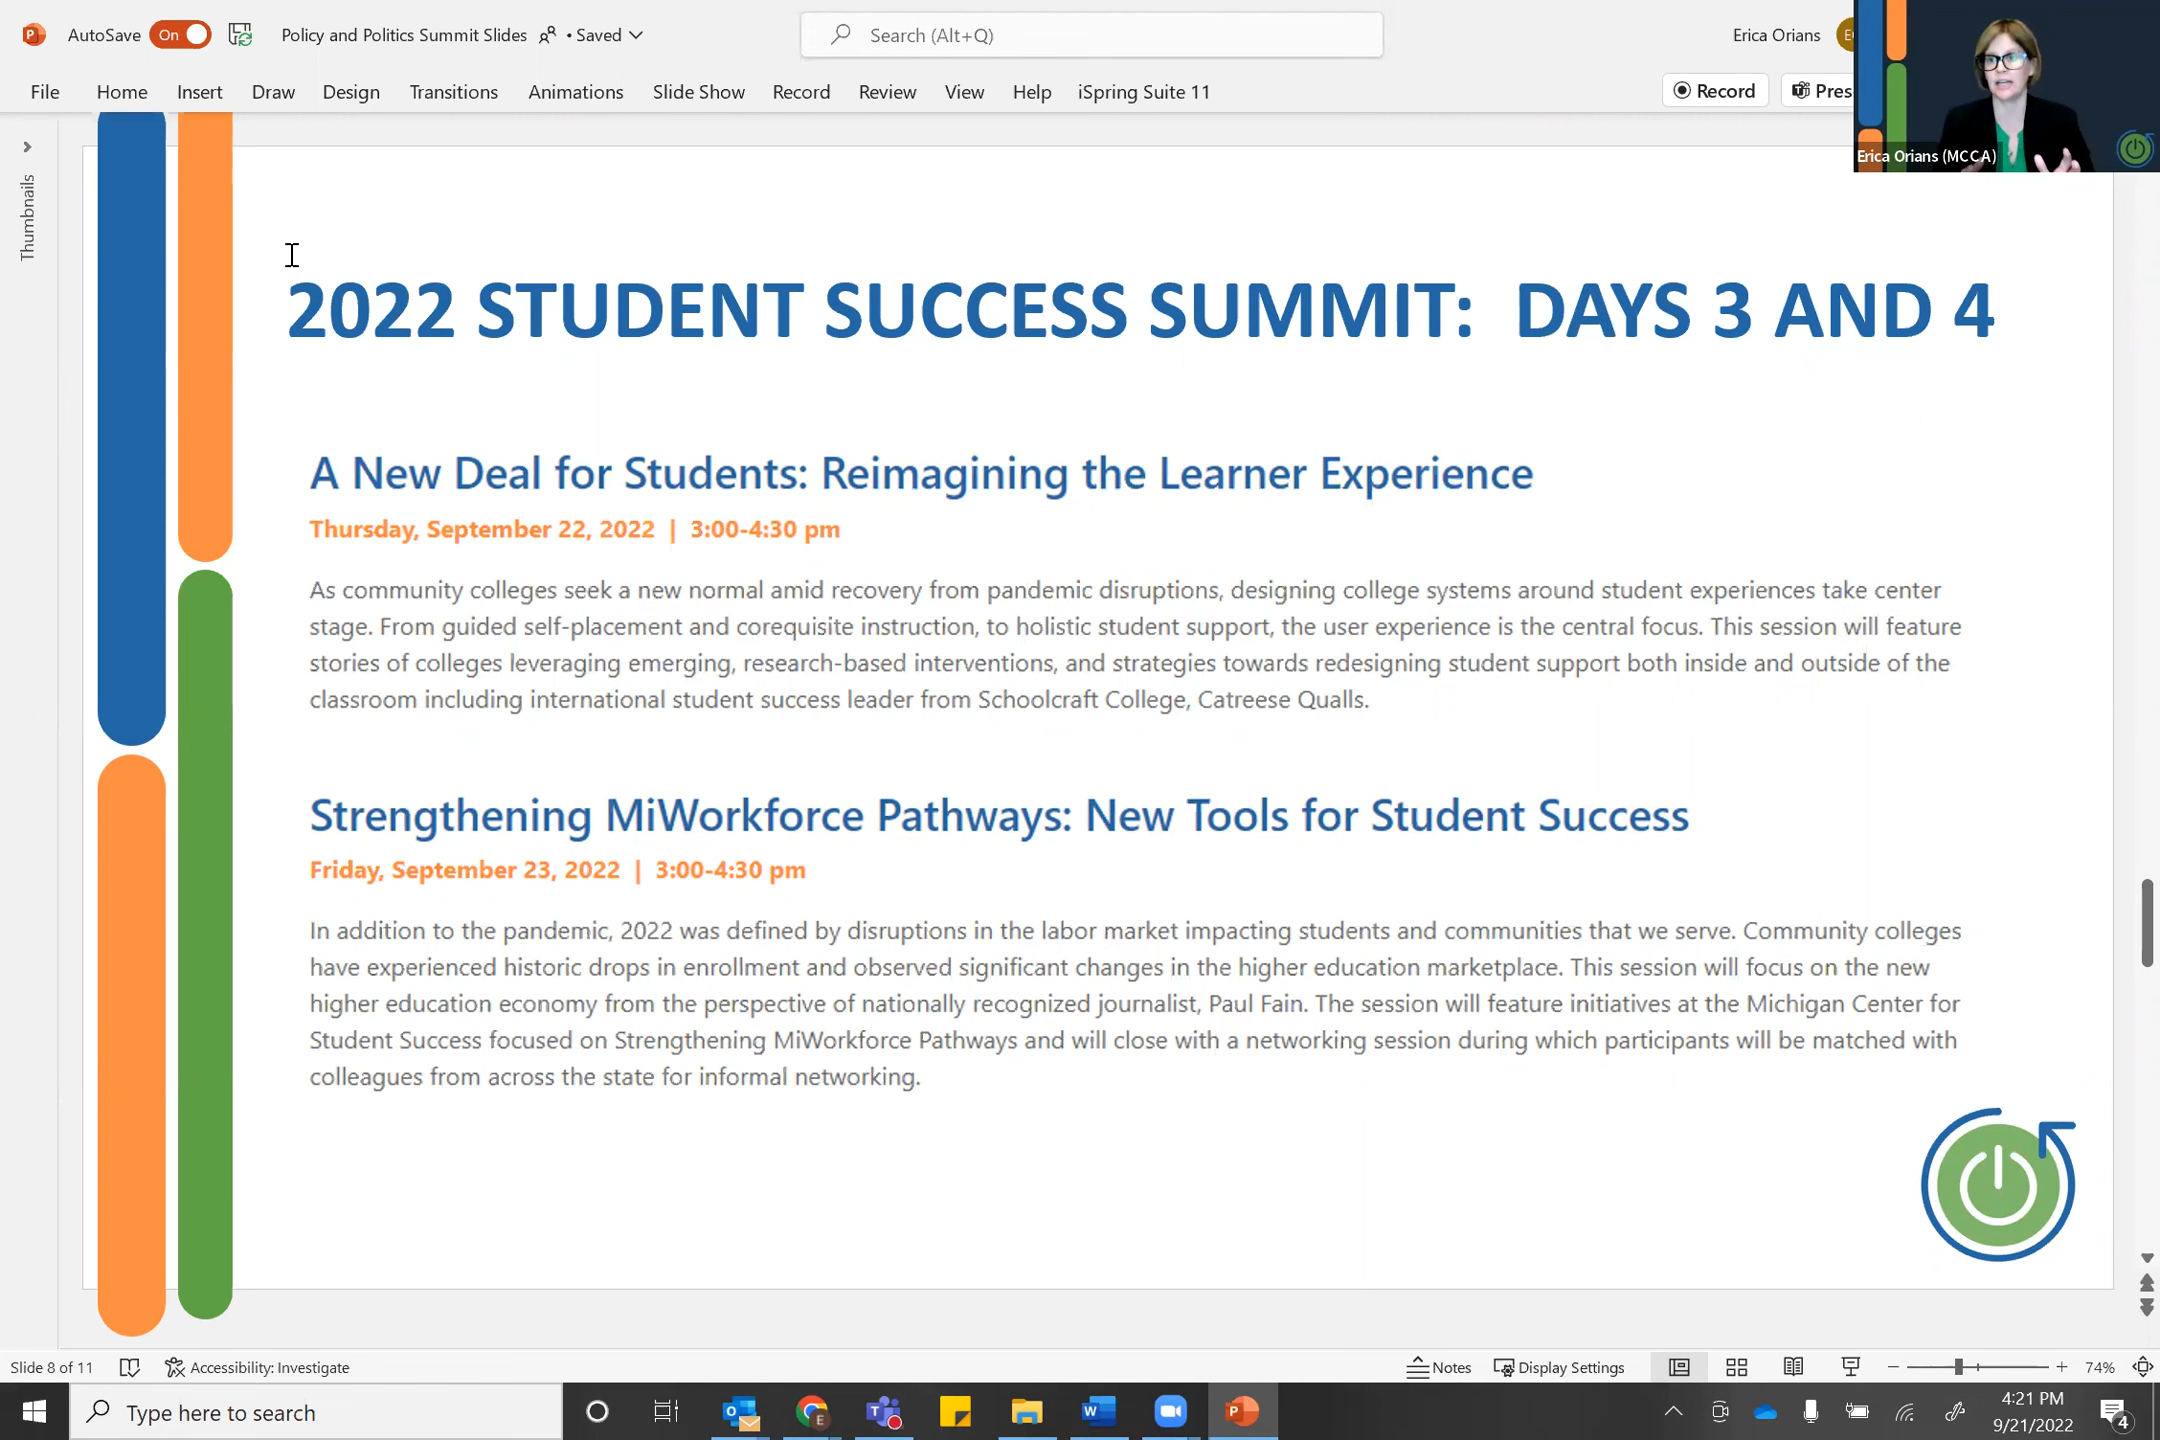 AutoSave On Policy and Politics Summit Slides • Saved Search (Alt+Q) Erica Orians
File Home Insert Draw Design Transitions Animations Slide Show Record Review View Help iSpring Suite 11 Record Pres
Erica Orians (MCCA)
Thumbnails
2022 STUDENT SUCCESS SUMMIT: DAYS 3 AND 4
A New Deal for Students: Reimagining the Learner Experience
Thursday, September 22, 2022 | 3:00-4:30 pm
As community colleges seek a new normal amid recovery from pandemic disruptions, designing college systems around student experiences take center
stage. From guided self-placement and corequisite instruction, to holistic student support, the user experience is the central focus. This session will feature
stories of colleges leveraging emerging, research-based interventions, and strategies towards redesigning student support both inside and outside of the
classroom including international student success leader from Schoolcraft College, Catreese Qualls.
Strengthening MiWorkforce Pathways: New Tools for Student Success
Friday, September 23, 2022 | 3:00-4:30 pm
In addition to the pandemic, 2022 was defined by disruptions in the labor market impacting students and communities that we serve. Community colleges
have experienced historic drops in enrollment and observed significant changes in the higher education marketplace. This session will focus on the new
higher education economy from the perspective of nationally recognized journalist, Paul Fain. The session will feature initiatives at the Michigan Center for
Student Success focused on Strengthening MiWorkforce Pathways and will close with a networking session during which participants will be matched with
colleagues from across the state for informal networking.
Slide 8 of 11 Accessibility: Investigate Notes Display Settings 74%
Type here to search
4:21 PM
9/21/2022
4